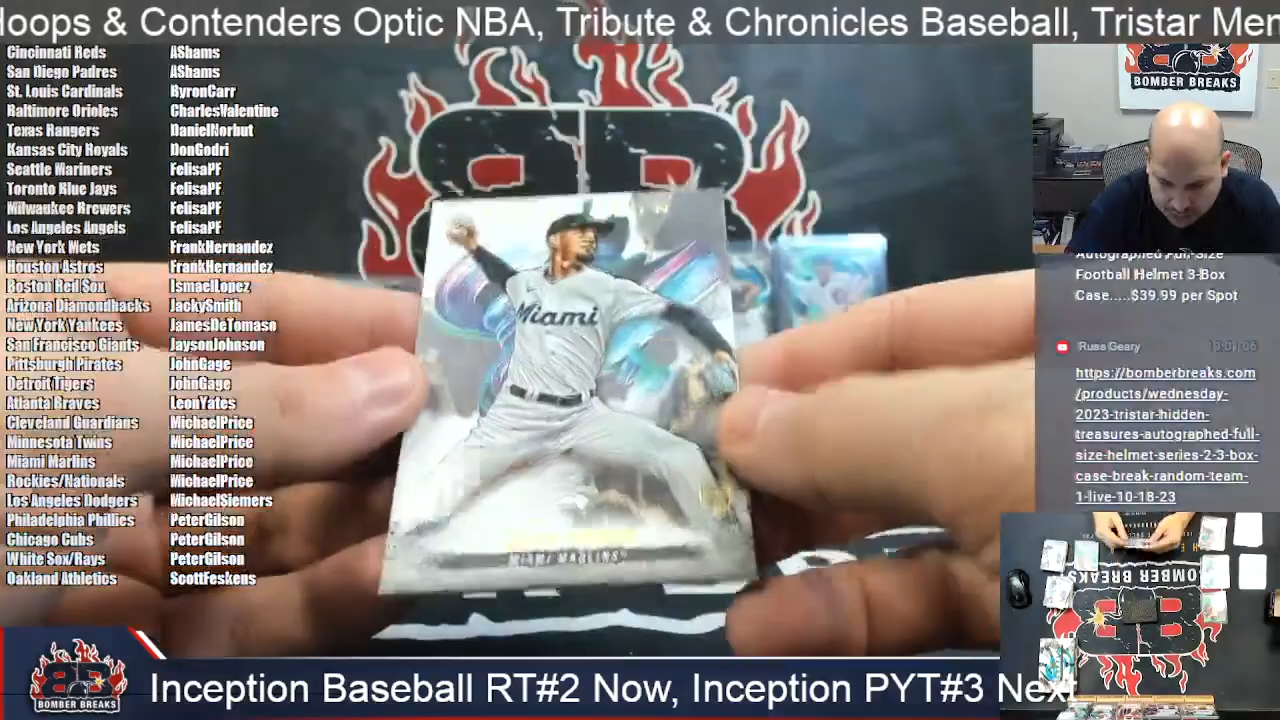 Hoops & Contenders Optic NBA, Tribute & Chronicles Baseball, Tristar
Cincinnati Reds AShams
San Diego Padres AShams
St. Louis Cardinals ByronCarr
Baltimore Orioles CharlesValentine
Texas Rangers DanielNorbut
Kansas City Royals DonGodri
Seattle Mariners FelisaPF
Toronto Blue Jays FelisaPF
Milwaukee Brewers FelisaPF
Los Angeles Angels FelisaPF
New York Mets FrankHernandez
Houston Astros FrankHernandez
Boston Red Sox IsmaelLopez
Arizona Diamondbacks JackySmith
New York Yankees JamesDeTomaso
San Francisco Giants JaysonJohnson
Pittsburgh Pirates JohnGage
Detroit Tigers JohnGage
Atlanta Braves LeonYates
Cleveland Guardians MichaelPrice
Minnesota Twins MichaelPrice
Miami Marlins MichaelPrice
Rockies/Nationals MichaelPrice
Los Angeles Dodgers MichaelSiemers
Philadelphia Phillies PeterGilson
Chicago Cubs PeterGilson
White Sox/Rays PeterGilson
Oakland Athletics ScottFeskens
Miami
MIAMI MARLINS
BOMBER BREAKS
Autographed Full Size
Football Helmet 3-Box
Case.....$39.99 per Spot
Russ Geary
https://bomberbreaks.com
/products/wednesday-
2023-tristar-hidden-
treasures-autographed-full-
size-helmet-series-2-3-box-
case-break-random-team-
1-live-10-18-23
BOMBER BREAKS
BOMBER BREAKS
Inception Baseball RT#2 Now, Inception PYT#3 Next